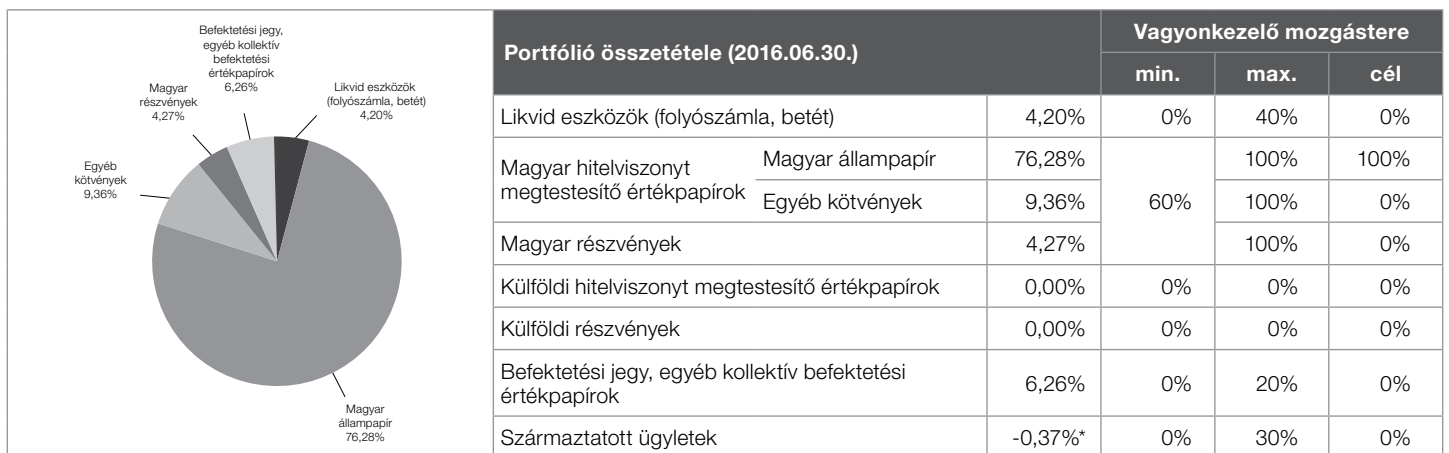 Befektetési jegy,
egyéb kollektív
befektetési
értékpapírok
6,26%
Likvid eszközök
(folyószámla, betét)
4,20%
Magyar
részvények
4,27%
Egyéb
kötvények
9,36%
Magyar
állampapír
76,28%
Portfólió összetétele (2016.06.30.)
Vagyonkezelő mozgástere
min. max. cél
Likvid eszközök (folyószámla, betét) 4,20% 0% 40% 0%
Magyar hitelviszonyt
megtestesítő értékpapírok
Magyar állampapír 76,28% 100% 100%
Egyéb kötvények 9,36% 60% 100% 0%
Magyar részvények 4,27% 100% 0%
Külföldi hitelviszonyt megtestesítő értékpapírok 0,00% 0% 0% 0%
Külföldi részvények 0,00% 0% 0% 0%
Befektetési jegy, egyéb kollektív befektetési
értékpapírok 6,26% 0% 20% 0%
Származtatott ügyletek -0,37%* 0% 30% 0%